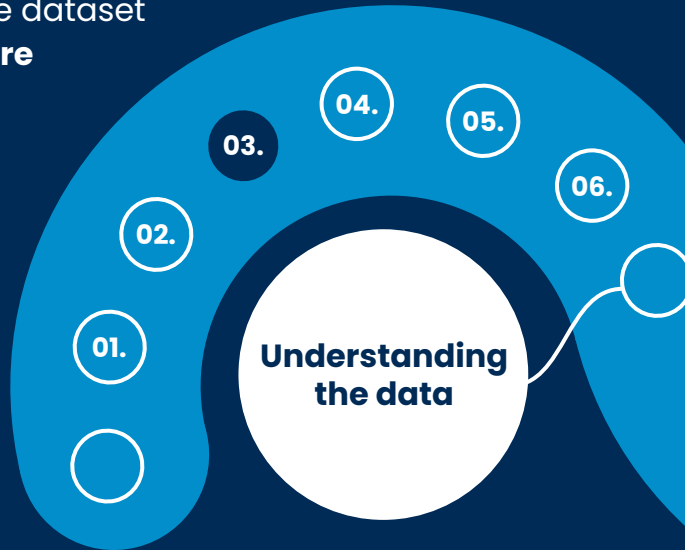 e dataset
re
04.
05.
03.
06.
02.
01.
Understanding
the data